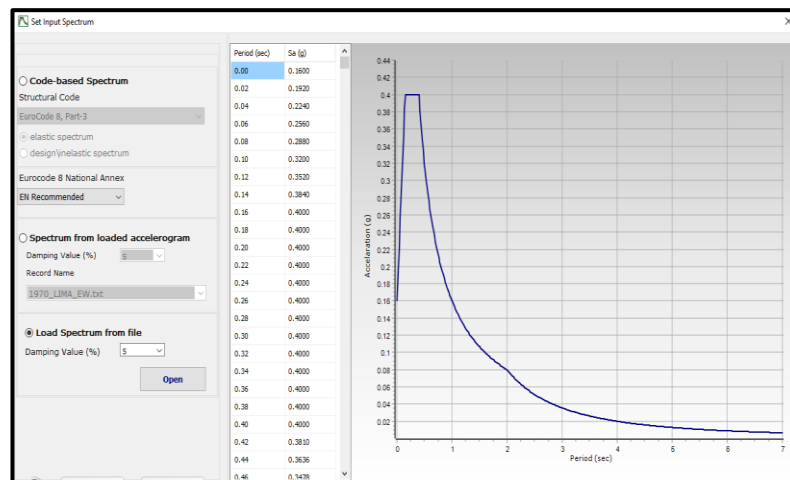 Set Input Spectrum
Code-based Spectrum
Structural Code
EuroCode 8, Part-3
elastic spectrum
design\inelastic spectrum
Eurocode 8 National Annex
EN Recommended
Spectrum from loaded accelerogram
Damping Value (%) 5
Record Name
1970_LIMA_EW.txt
Load Spectrum from file
Damping Value (%) 5
Open
Period (sec) Sa (g)
0.00 0.1600
0.02 0.1920
0.04 0.2240
0.06 0.2560
0.08 0.2880
0.10 0.3200
0.12 0.3520
0.14 0.3840
0.16 0.4000
0.18 0.4000
0.20 0.4000
0.22 0.4000
0.24 0.4000
0.26 0.4000
0.28 0.4000
0.30 0.4000
0.32 0.4000
0.34 0.4000
0.36 0.4000
0.38 0.4000
0.40 0.4000
0.42 0.3810
0.44 0.3636
0.46 0.3478
Accelaration (g)
0.44
0.42
0.4
0.38
0.36
0.34
0.32
0.3
0.28
0.26
0.24
0.22
0.2
0.18
0.16
0.14
0.12
0.1
0.08
0.06
0.04
0.02
0 1 2 3 4 5 6 7
Period (sec)